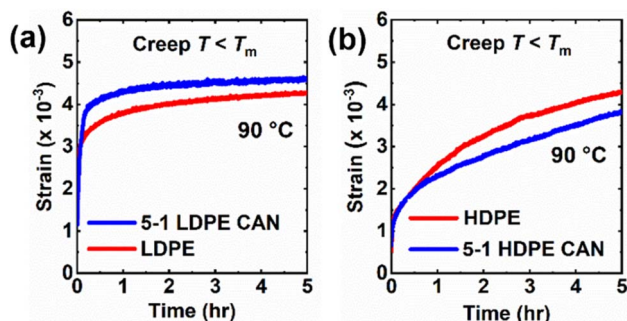 (a)
Creep T < Tm
90 °C
5-1 LDPE CAN
LDPE
Strain (x 10-3)
6
5
4
3
2
1
0
0 1 2 3 4 5
Time (hr)
(b)
Creep T < Tm
90 °C
HDPE
5-1 HDPE CAN
Strain (x 10-3)
6
5
4
3
2
1
0
0 1 2 3 4 5
Time (hr)